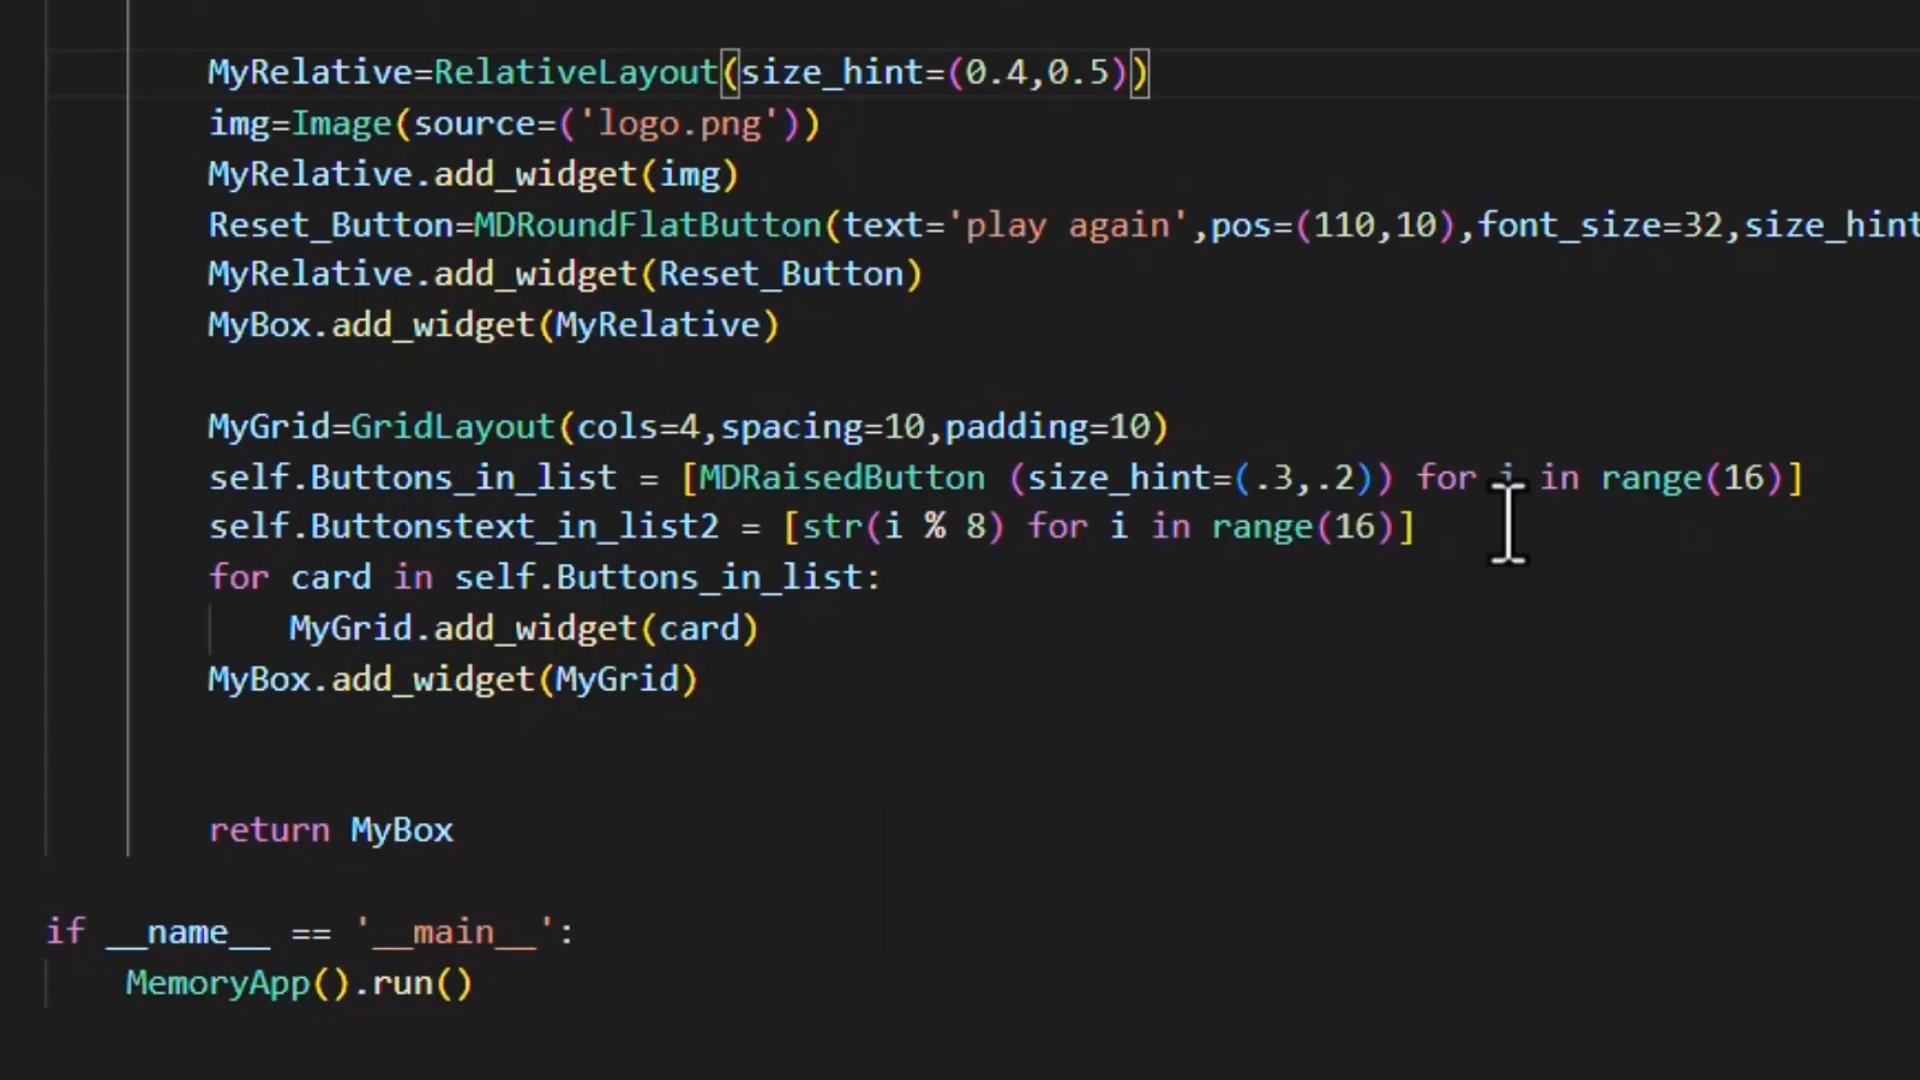 MyRelative=RelativeLayout(size_hint=(0.4,0.5))
img=Image(source=('logo.png'))
MyRelative.add_widget(img)
Reset_Button=MDRoundFlatButton(text='play again',pos=(110,10),font_size=32,size_hint
MyRelative.add_widget(Reset_Button)
MyBox.add_widget(MyRelative)
MyGrid=GridLayout(cols=4,spacing=10,padding=10)
self.Buttons_in_list = [MDRaisedButton (size_hint=(.3,.2)) for i in range(16)]
self.Buttonstext_in_list2 = [str(i % 8) for i in range(16)]
for card in self.Buttons_in_list:
MyGrid.add_widget(card)
MyBox.add_widget(MyGrid)
return MyBox
if __name__ == '__main__':
MemoryApp().run()